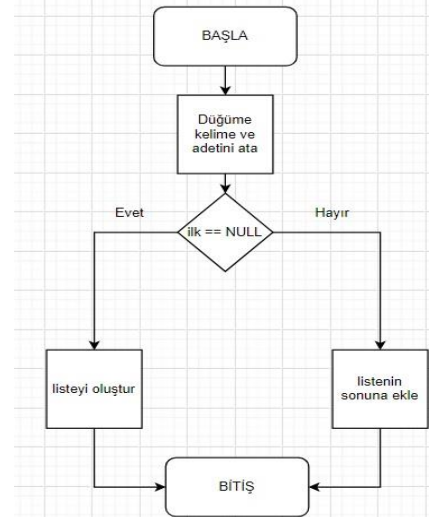 BAŞLA
Düğüme
kelime ve
adetini ata
Evet
Hayır
ilk == NULL
listeyi oluştur
listenin
sonuna ekle
BİTİŞ